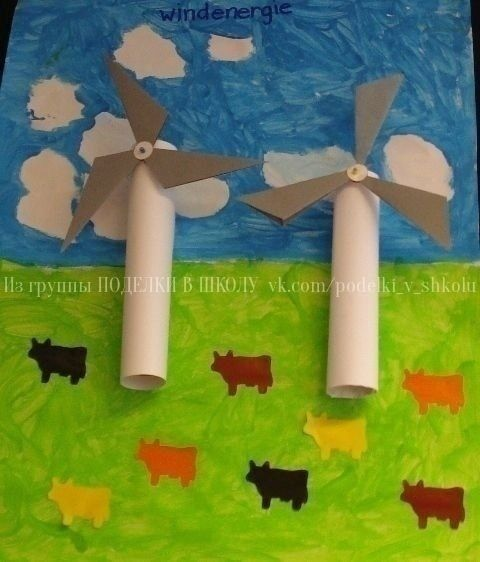 windenergie
Из группы ПОДЕЛКИ В ШКОЛУ vk.com/podelki_v_shkolu